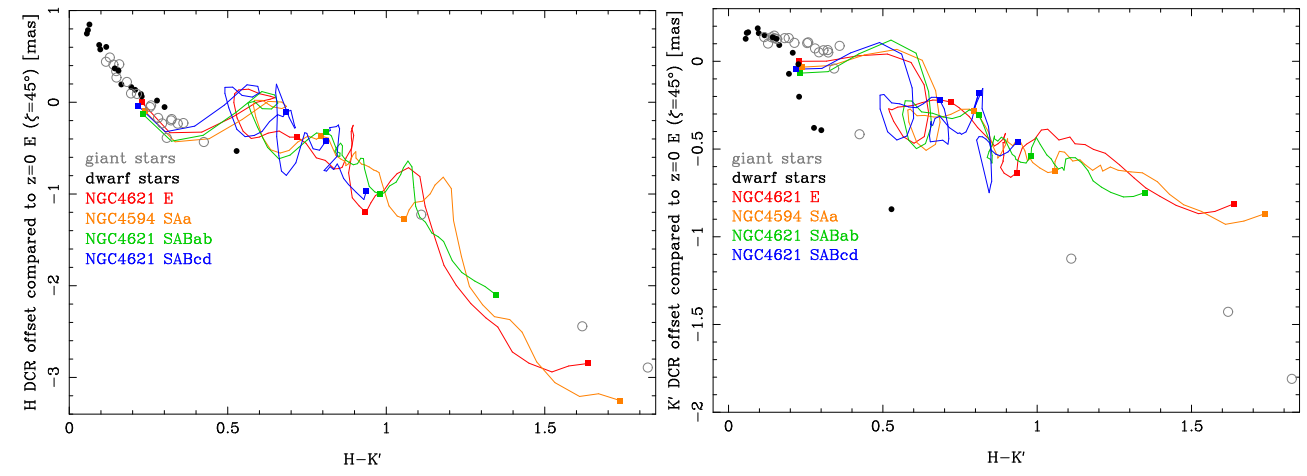 H DCR offset compared to z=0 E (ζ=45°) [mas]
1
0
−1
−2
−3
giant stars
dwarf stars
NGC4621 E
NGC4594 SAa
NGC4621 SABab
NGC4621 SABcd
0 0.5 1 1.5
H−K′
K′ DCR offset compared to z=0 E (ζ=45°) [mas]
0
−0.5
−1
−1.5
−2
giant stars
dwarf stars
NGC4621 E
NGC4594 SAa
NGC4621 SABab
NGC4621 SABcd
0 0.5 1 1.5
H−K′